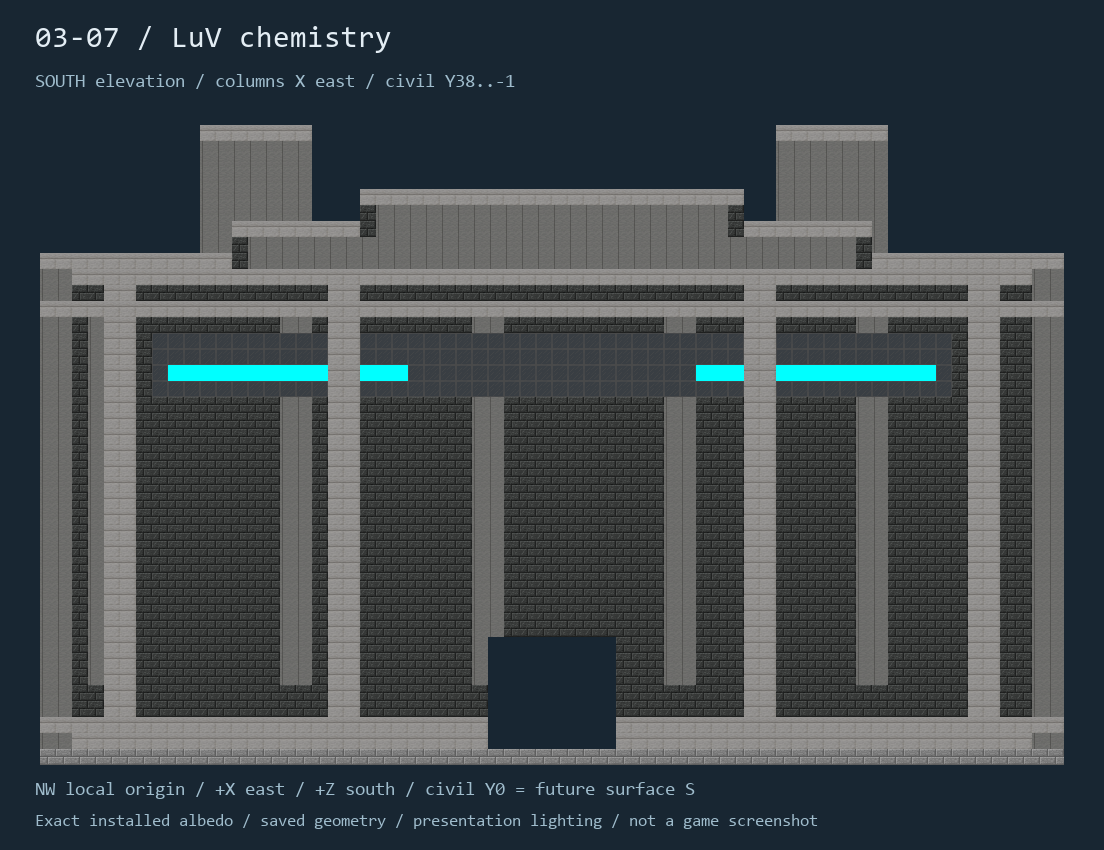 03-07 / LuV chemistry
SOUTH elevation / columns X east / civil Y38..-1
NW local origin / +X east / +Z south / civil Y0 = future surface S
Exact installed albedo / saved geometry / presentation lighting / not a game screenshot